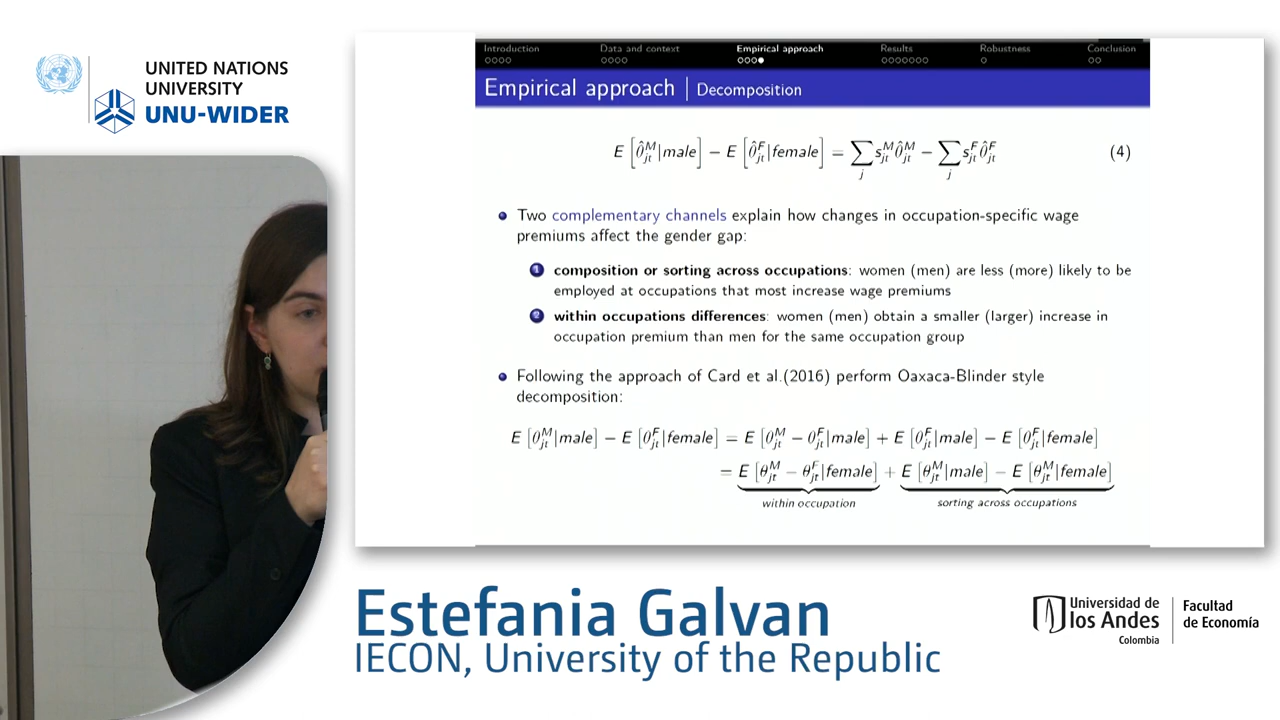 UNITED NATIONS
UNIVERSITY
UNU-WIDER
Introduction Data and context Empirical approach Results Robustness Conclusion
Empirical approach | Decomposition
E [θ̂ᴹⱼₜ|male] − E [θ̂ᶠⱼₜ|female] = ∑ⱼ sᴹⱼₜθ̂ᴹⱼₜ − ∑ⱼ sᶠⱼₜθ̂ᶠⱼₜ (4)
Two complementary channels explain how changes in occupation-specific wage
premiums affect the gender gap:
1 composition or sorting across occupations: women (men) are less (more) likely to be
employed at occupations that most increase wage premiums
2 within occupations differences: women (men) obtain a smaller (larger) increase in
occupation premium than men for the same occupation group
Following the approach of Card et al.(2016) perform Oaxaca-Blinder style
decomposition:
E [θᴹⱼₜ|male] − E [θᶠⱼₜ|female] = E [θᴹⱼₜ − θᶠⱼₜ|male] + E [θᶠⱼₜ|male] − E [θᶠⱼₜ|female]
= E [θᴹⱼₜ − θᶠⱼₜ|female] + E [θᴹⱼₜ|male] − E [θᴹⱼₜ|female]
within occupation sorting across occupations
Estefania Galvan
IECON, University of the Republic
Universidad de
los Andes
Colombia
Facultad
de Economía